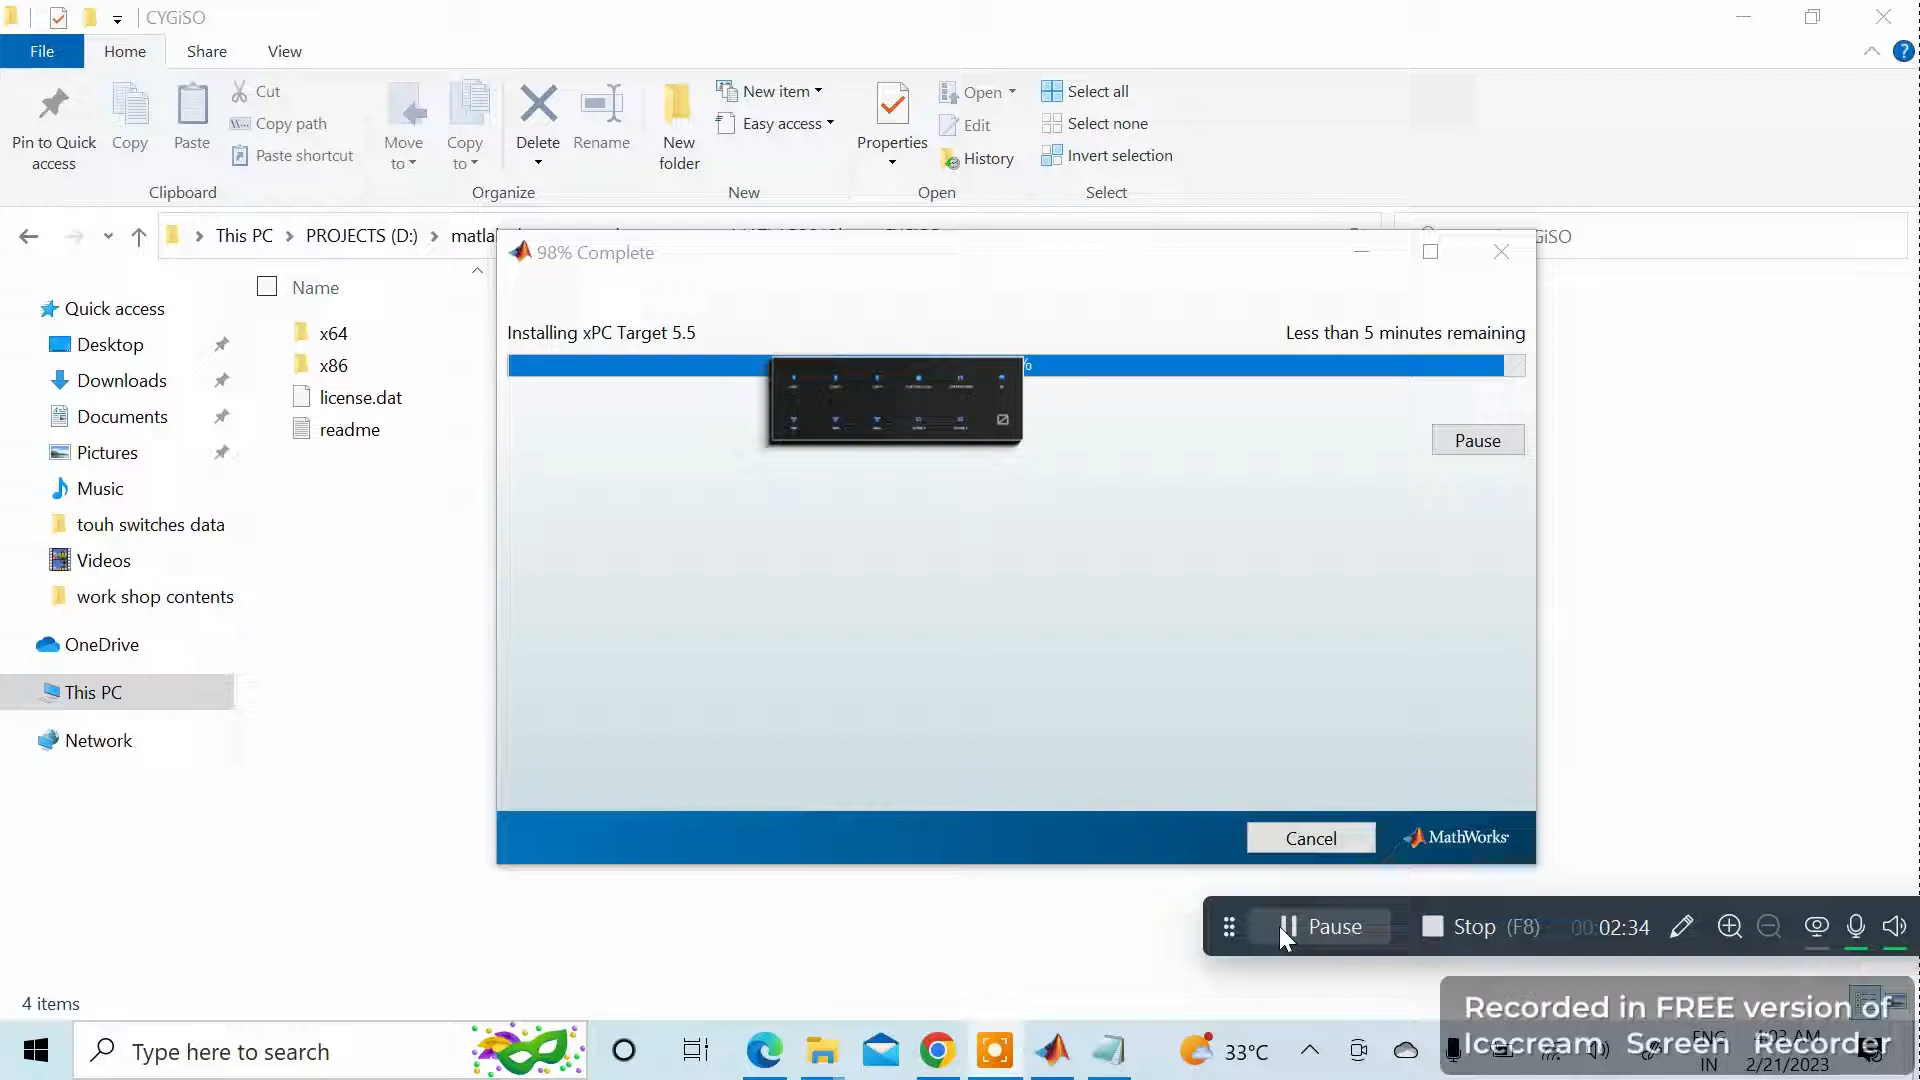 CYGiSO
File
Home
Share
View
Pin to Quick access
Copy
Paste
Cut
Copy path
Paste shortcut
Clipboard
Move to
Copy to
Delete
Rename
Organize
New folder
New item
Easy access
New
Properties
Open
Edit
History
Open
Select all
Select none
Invert selection
Select
This PC
PROJECTS (D:)
GiSO
Name
x64
x86
license.dat
readme
Quick access
Desktop
Downloads
Documents
Pictures
Music
touh switches data
Videos
work shop contents
OneDrive
This PC
Network
4 items
98% Complete
Installing xPC Target 5.5
Less than 5 minutes remaining
%
Pause
Cancel
MathWorks
Pause
Stop (F8)
00:02:34
Recorded in FREE version of
Icecream Screen Recorder
Type here to search
33°C
ENG
IN
4:03 AM
2/21/2023